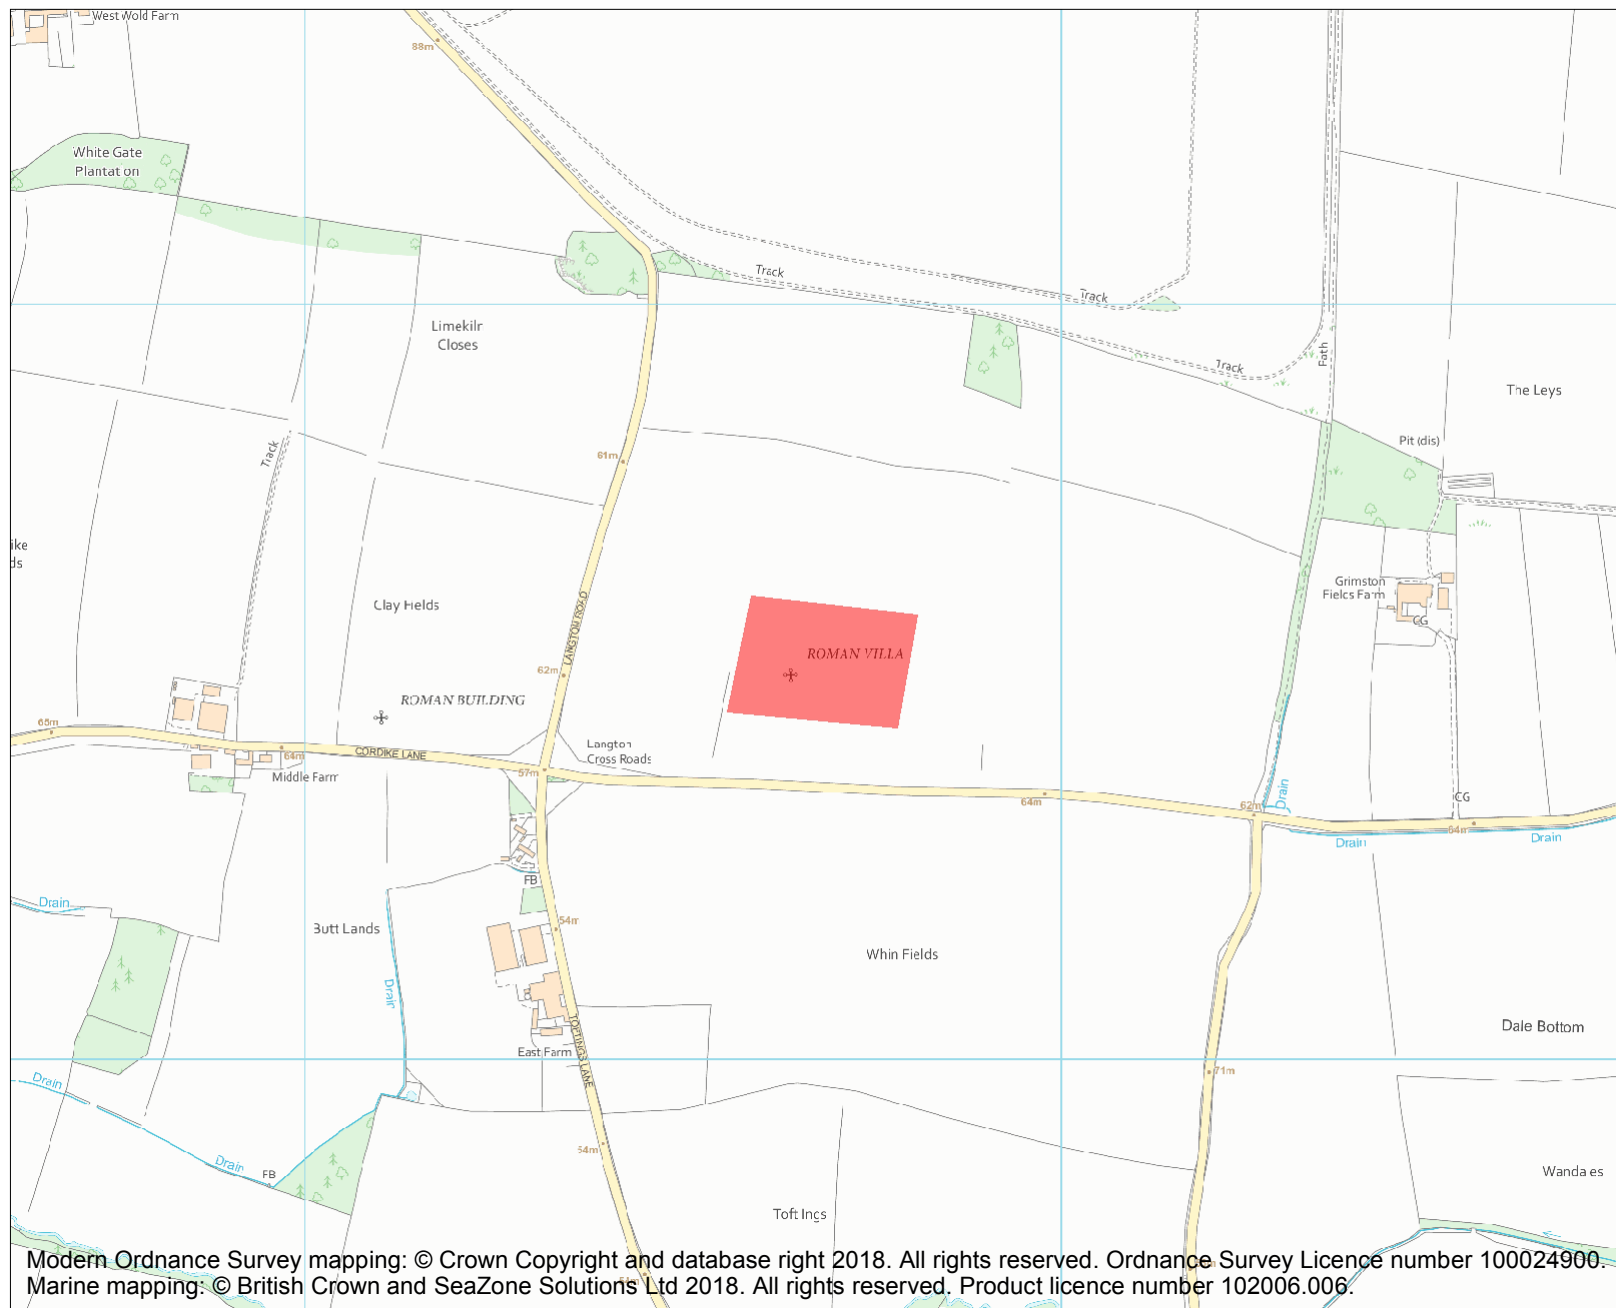 West Wold Farm
88m
White Gate
Plantation
Track
Track
Limekiln
Closes
Track
Path
The Leys
Pit (dis)
Track
61m
Clay Fields
LANGTON ROAD
Grimston
Fields Farm
CG
ROMAN VILLA
62m
ROMAN BUILDING
68m
64m
CORDIKE LANE
Langton
Cross Roads
57m
Middle Farm
64m
62m
Drain
CG
64m
Drain
Drain
FB
Drain
54m
Butt Lands
Whin Fields
Drain
Dale Bottom
TOFTINGS LANE
East Farm
71m
Drain
54m
Drain
FB
Wandales
Toft Ings
Modern Ordnance Survey mapping: © Crown Copyright and database right 2018. All rights reserved. Ordnance Survey Licence number 100024900.
Marine mapping: © British Crown and SeaZone Solutions Ltd 2018. All rights reserved. Product licence number 102006.006.